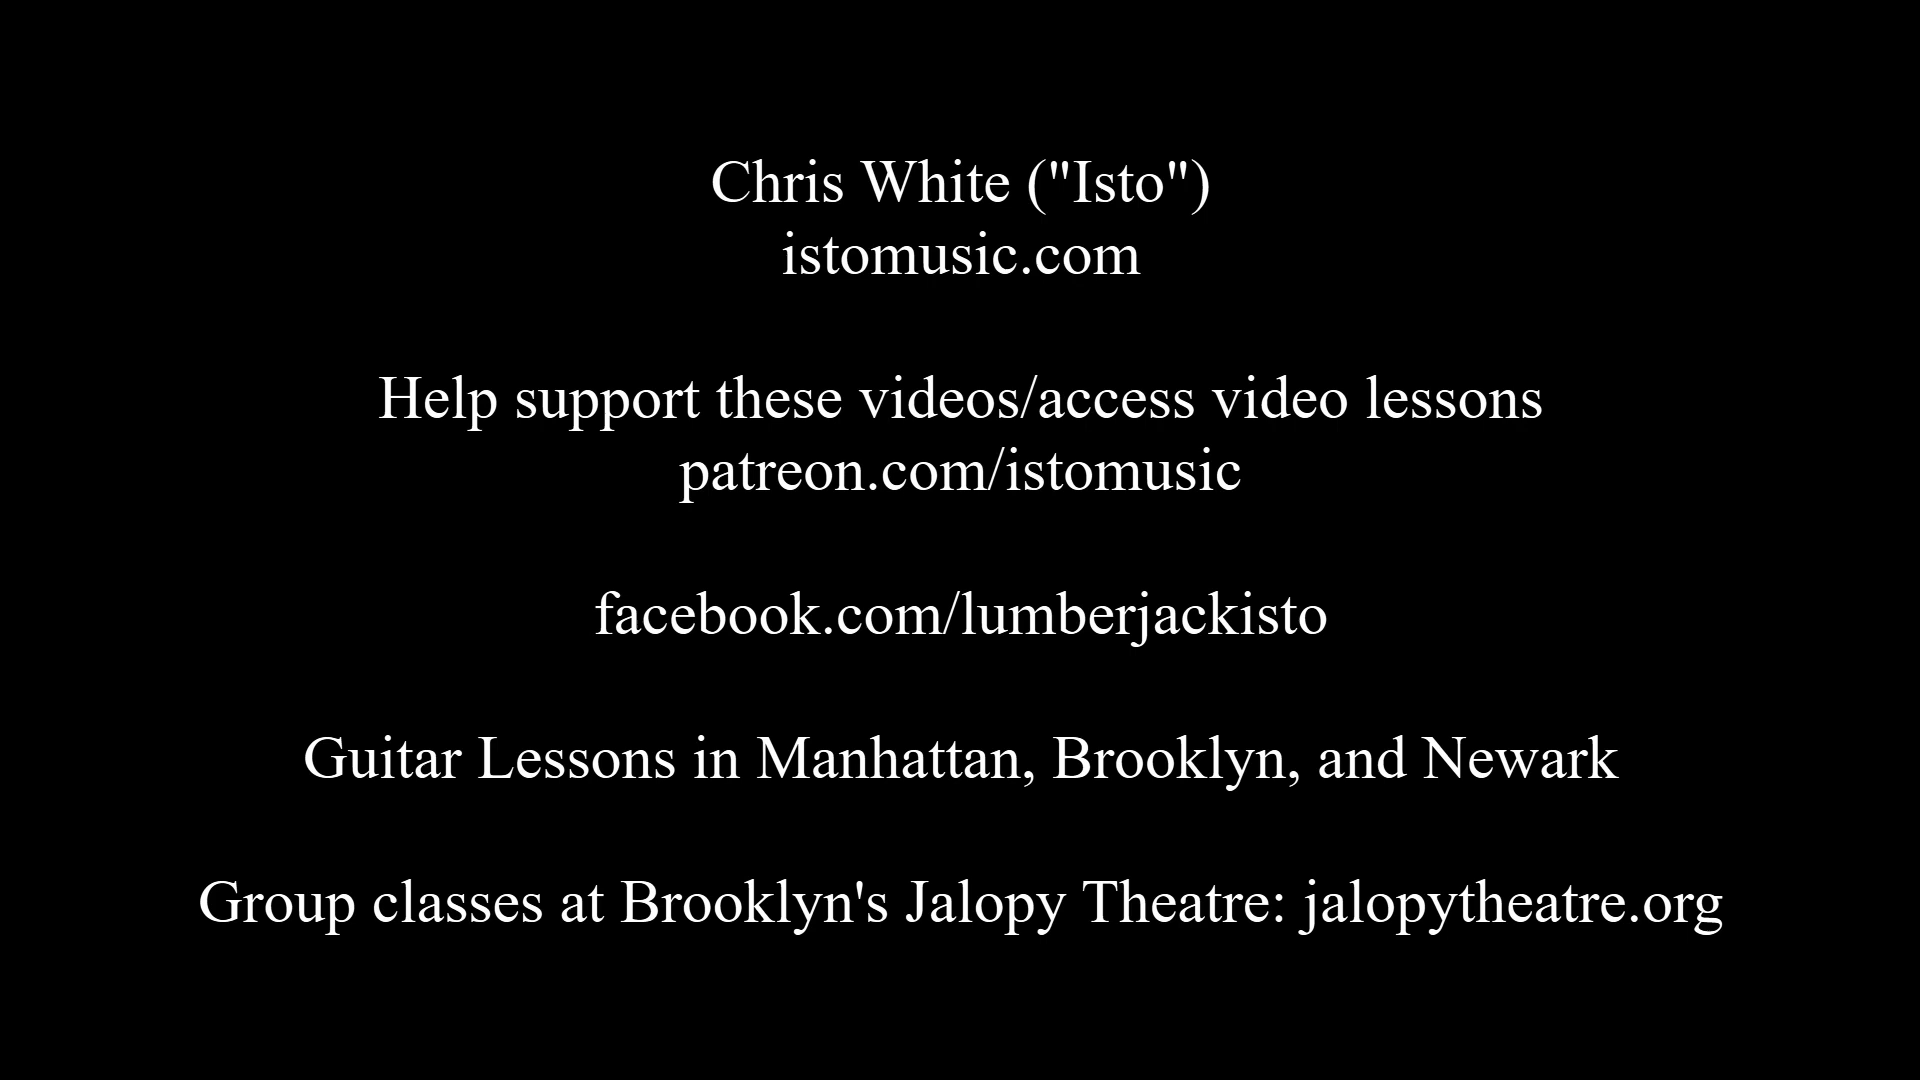 Chris White ("Isto")
istomusic.com
Help support these videos/access video lessons
patreon.com/istomusic
facebook.com/lumberjackisto
Guitar Lessons in Manhattan, Brooklyn, and Newark
Group classes at Brooklyn's Jalopy Theatre: jalopytheatre.org